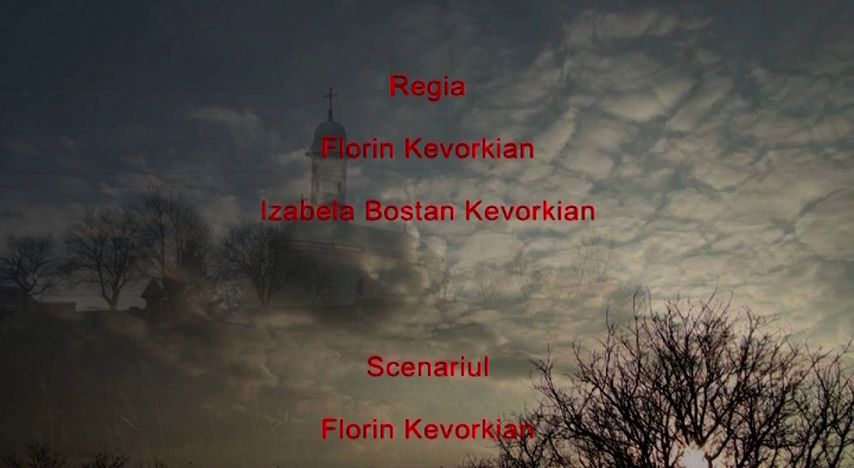 Regia
Florin Kevorkian
Izabela Bostan Kevorkian
Scenariul
Florin Kevorkian